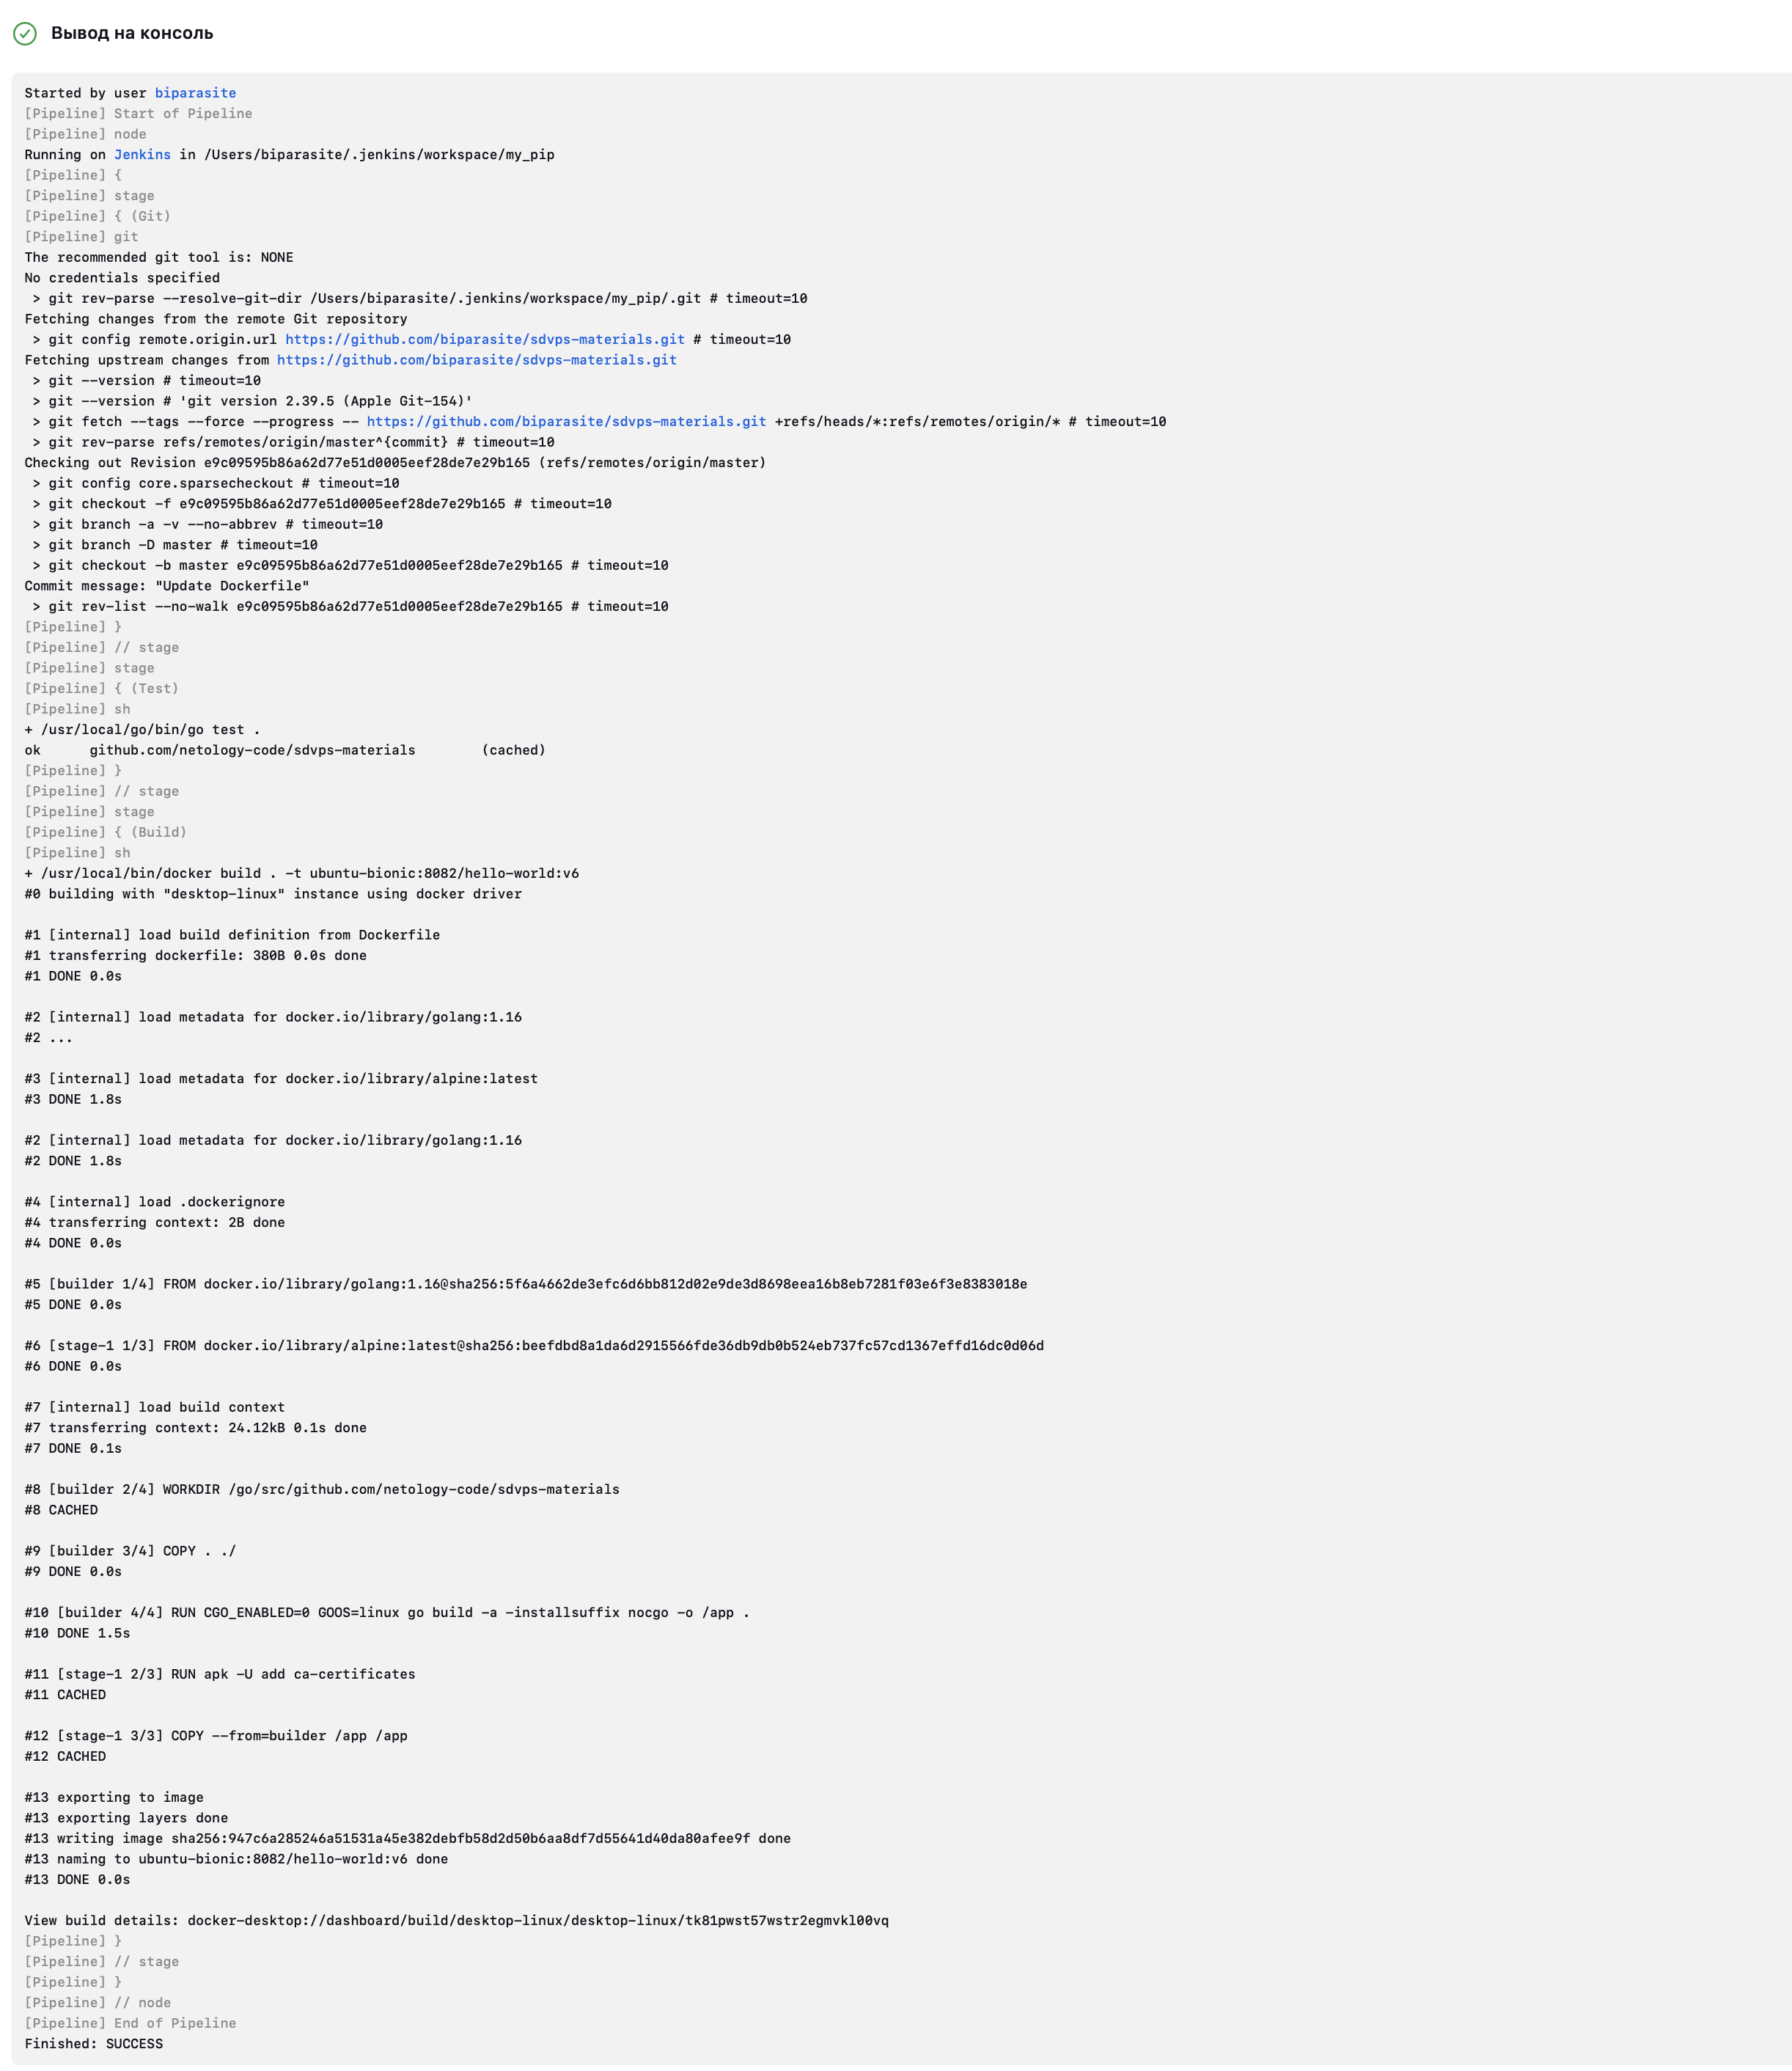 Вывод на консоль
Started by user biparasite
[Pipeline] Start of Pipeline
[Pipeline] node
Running on Jenkins in /Users/biparasite/.jenkins/workspace/my_pip
[Pipeline] {
[Pipeline] stage
[Pipeline] { (Git)
[Pipeline] git
The recommended git tool is: NONE
No credentials specified
 > git rev-parse --resolve-git-dir /Users/biparasite/.jenkins/workspace/my_pip/.git # timeout=10
Fetching changes from the remote Git repository
 > git config remote.origin.url https://github.com/biparasite/sdvps-materials.git # timeout=10
Fetching upstream changes from https://github.com/biparasite/sdvps-materials.git
 > git --version # timeout=10
 > git --version # 'git version 2.39.5 (Apple Git-154)'
 > git fetch --tags --force --progress -- https://github.com/biparasite/sdvps-materials.git +refs/heads/*:refs/remotes/origin/* # timeout=10
 > git rev-parse refs/remotes/origin/master^{commit} # timeout=10
Checking out Revision e9c09595b86a62d77e51d0005eef28de7e29b165 (refs/remotes/origin/master)
 > git config core.sparsecheckout # timeout=10
 > git checkout -f e9c09595b86a62d77e51d0005eef28de7e29b165 # timeout=10
 > git branch -a -v --no-abbrev # timeout=10
 > git branch -D master # timeout=10
 > git checkout -b master e9c09595b86a62d77e51d0005eef28de7e29b165 # timeout=10
Commit message: "Update Dockerfile"
 > git rev-list --no-walk e9c09595b86a62d77e51d0005eef28de7e29b165 # timeout=10
[Pipeline] }
[Pipeline] // stage
[Pipeline] stage
[Pipeline] { (Test)
[Pipeline] sh
+ /usr/local/go/bin/go test .
ok      github.com/netology-code/sdvps-materials        (cached)
[Pipeline] }
[Pipeline] // stage
[Pipeline] stage
[Pipeline] { (Build)
[Pipeline] sh
+ /usr/local/bin/docker build . -t ubuntu-bionic:8082/hello-world:v6
#0 building with "desktop-linux" instance using docker driver

#1 [internal] load build definition from Dockerfile
#1 transferring dockerfile: 380B 0.0s done
#1 DONE 0.0s

#2 [internal] load metadata for docker.io/library/golang:1.16
#2 ...

#3 [internal] load metadata for docker.io/library/alpine:latest
#3 DONE 1.8s

#2 [internal] load metadata for docker.io/library/golang:1.16
#2 DONE 1.8s

#4 [internal] load .dockerignore
#4 transferring context: 2B done
#4 DONE 0.0s

#5 [builder 1/4] FROM docker.io/library/golang:1.16@sha256:5f6a4662de3efc6d6bb812d02e9de3d8698eea16b8eb7281f03e6f3e8383018e
#5 DONE 0.0s

#6 [stage-1 1/3] FROM docker.io/library/alpine:latest@sha256:beefdbd8a1da6d2915566fde36db9db0b524eb737fc57cd1367effd16dc0d06d
#6 DONE 0.0s

#7 [internal] load build context
#7 transferring context: 24.12kB 0.1s done
#7 DONE 0.1s

#8 [builder 2/4] WORKDIR /go/src/github.com/netology-code/sdvps-materials
#8 CACHED

#9 [builder 3/4] COPY . ./
#9 DONE 0.0s

#10 [builder 4/4] RUN CGO_ENABLED=0 GOOS=linux go build -a -installsuffix nocgo -o /app .
#10 DONE 1.5s

#11 [stage-1 2/3] RUN apk -U add ca-certificates
#11 CACHED

#12 [stage-1 3/3] COPY --from=builder /app /app
#12 CACHED

#13 exporting to image
#13 exporting layers done
#13 writing image sha256:947c6a285246a51531a45e382debfb58d2d50b6aa8df7d55641d40da80afee9f done
#13 naming to ubuntu-bionic:8082/hello-world:v6 done
#13 DONE 0.0s

View build details: docker-desktop://dashboard/build/desktop-linux/desktop-linux/tk81pwst57wstr2egmvkl00vq
[Pipeline] }
[Pipeline] // stage
[Pipeline] }
[Pipeline] // node
[Pipeline] End of Pipeline
Finished: SUCCESS